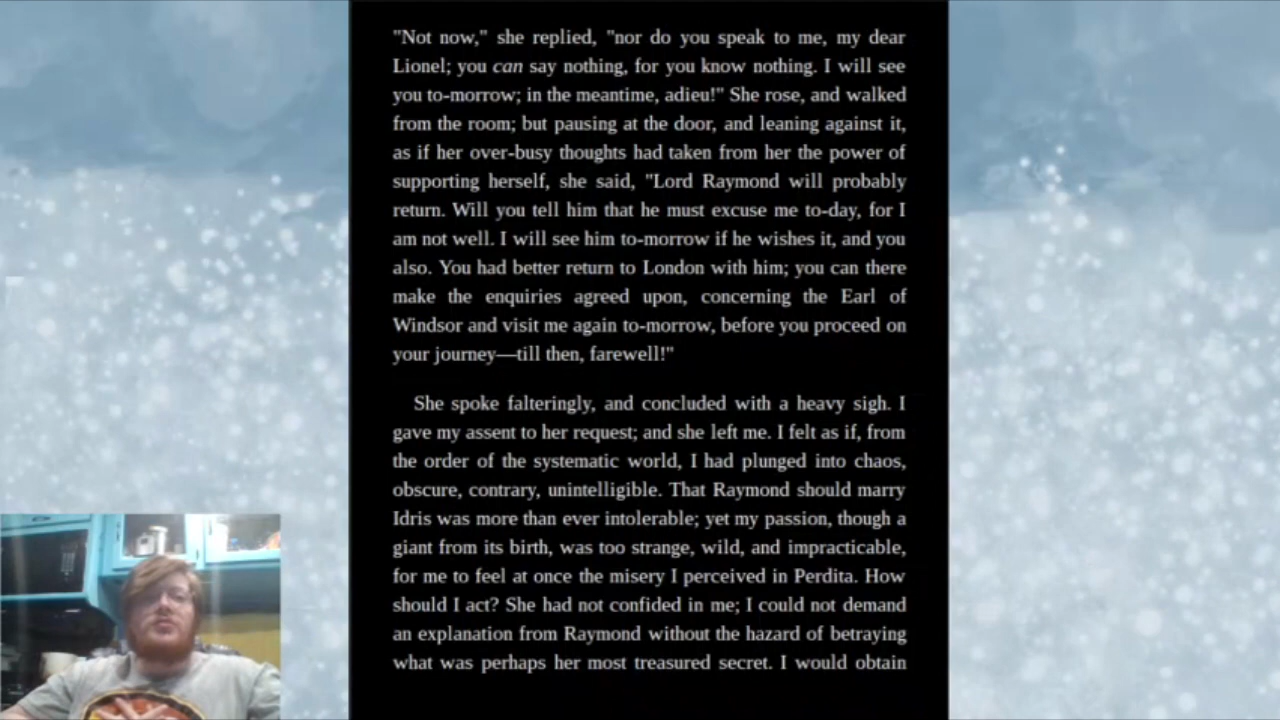 "Not now," she replied, "nor do you speak to me, my dear
Lionel; you can say nothing, for you know nothing. I will see
you to-morrow; in the meantime, adieu!" She rose, and walked
from the room; but pausing at the door, and leaning against it,
as if her over-busy thoughts had taken from her the power of
supporting herself, she said, "Lord Raymond will probably
return. Will you tell him that he must excuse me to-day, for I
am not well. I will see him to-morrow if he wishes it, and you
also. You had better return to London with him; you can there
make the enquiries agreed upon, concerning the Earl of
Windsor and visit me again to-morrow, before you proceed on
your journey—till then, farewell!"
She spoke falteringly, and concluded with a heavy sigh. I
gave my assent to her request; and she left me. I felt as if, from
the order of the systematic world, I had plunged into chaos,
obscure, contrary, unintelligible. That Raymond should marry
Idris was more than ever intolerable; yet my passion, though a
giant from its birth, was too strange, wild, and impracticable,
for me to feel at once the misery I perceived in Perdita. How
should I act? She had not confided in me; I could not demand
an explanation from Raymond without the hazard of betraying
what was perhaps her most treasured secret. I would obtain